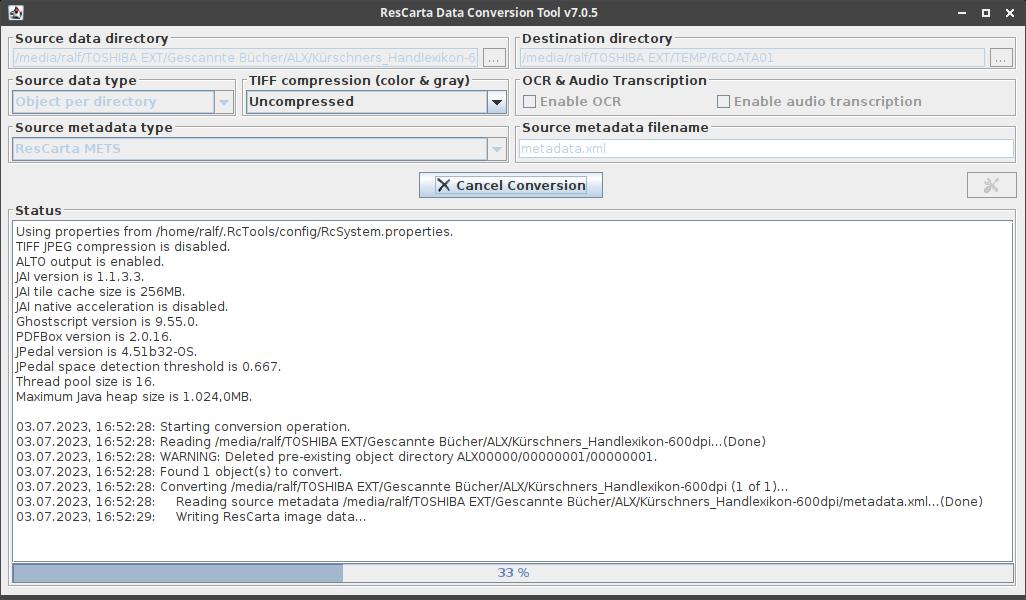 ResCarta Data Conversion Tool v7.0.5
Source data directory
/media/ralf/TOSHIBA EXT/Gescannte Bücher/ALX/Kürschners_Handlexikon-6
...
Destination directory
/media/ralf/TOSHIBA EXT/TEMP/RCDATA01
...
Source data type
Object per directory
TIFF compression (color & gray)
Uncompressed
OCR & Audio Transcription
Enable OCR
Enable audio transcription
Source metadata type
ResCarta METS
Source metadata filename
metadata.xml
Cancel Conversion
Status
Using properties from /home/ralf/.RcTools/config/RcSystem.properties.
TIFF JPEG compression is disabled.
ALTO output is enabled.
JAI version is 1.1.3.3.
JAI tile cache size is 256MB.
JAI native acceleration is disabled.
Ghostscript version is 9.55.0.
PDFBox version is 2.0.16.
JPedal version is 4.51b32-OS.
JPedal space detection threshold is 0.667.
Thread pool size is 16.
Maximum Java heap size is 1.024,0MB.
03.07.2023, 16:52:28: Starting conversion operation.
03.07.2023, 16:52:28: Reading /media/ralf/TOSHIBA EXT/Gescannte Bücher/ALX/Kürschners_Handlexikon-600dpi...(Done)
03.07.2023, 16:52:28: WARNING: Deleted pre-existing object directory ALX00000/00000001/00000001.
03.07.2023, 16:52:28: Found 1 object(s) to convert.
03.07.2023, 16:52:28: Converting /media/ralf/TOSHIBA EXT/Gescannte Bücher/ALX/Kürschners_Handlexikon-600dpi (1 of 1)...
03.07.2023, 16:52:28: Reading source metadata /media/ralf/TOSHIBA EXT/Gescannte Bücher/ALX/Kürschners_Handlexikon-600dpi/metadata.xml...(Done)
03.07.2023, 16:52:29: Writing ResCarta image data...
33 %